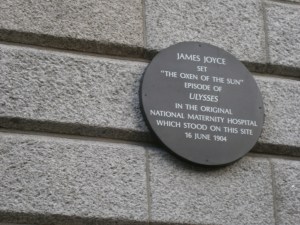 JAMES JOYCE
SET
"THE OXEN OF THE SUN"
EPISODE OF
ULYSSES
IN THE ORIGINAL
NATIONAL MATERNITY HOSPITAL
WHICH STOOD ON THIS SITE
16 JUNE 1904